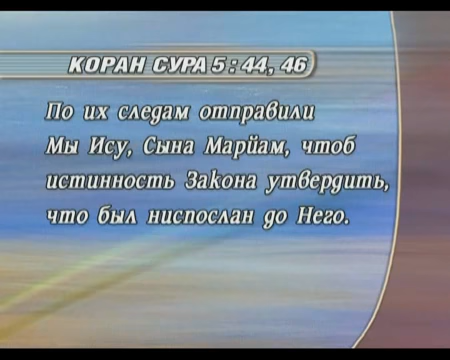 КОРАН СУРА 5 : 44, 46
По их следам отправили
Мы Ису, Сына Марйам, чтоб
истинность Закона утвердить,
что был ниспослан до Него.